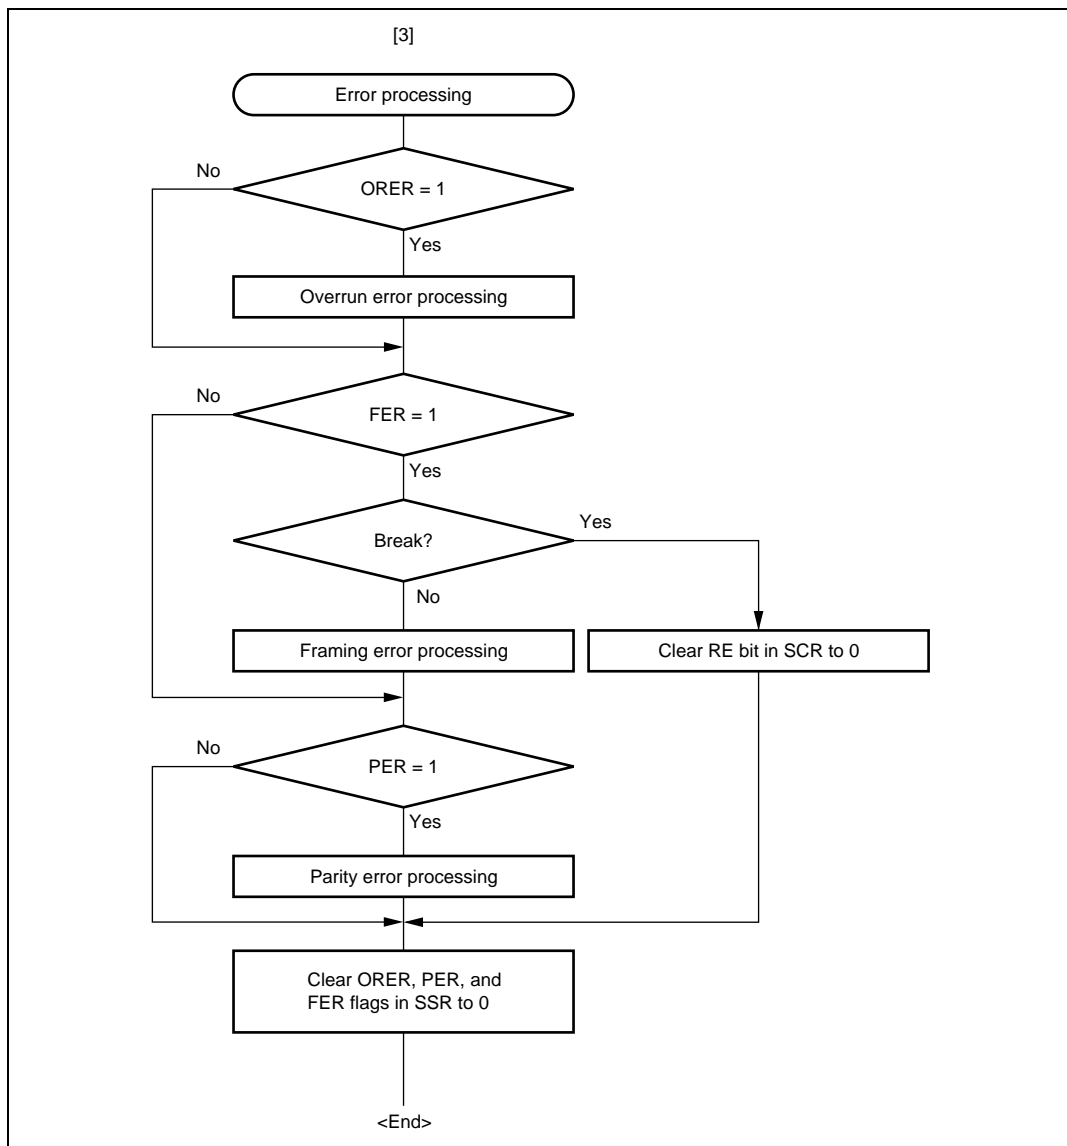 [3]
Error processing
No
ORER = 1
Yes
Overrun error processing
No
FER = 1
Yes
Break?
Yes
No
Framing error processing
Clear RE bit in SCR to 0
No
PER = 1
Yes
Parity error processing
Clear ORER, PER, and
FER flags in SSR to 0
<End>